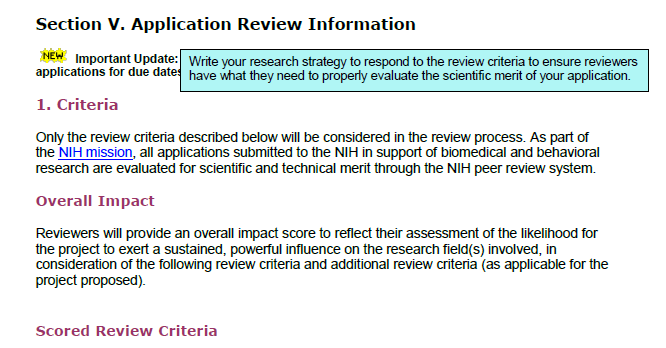 Section V. Application Review Information
NEW Important Update:
applications for due dates
Write your research strategy to respond to the review criteria to ensure reviewers
have what they need to properly evaluate the scientific merit of your application.
1. Criteria
Only the review criteria described below will be considered in the review process. As part of
the NIH mission, all applications submitted to the NIH in support of biomedical and behavioral
research are evaluated for scientific and technical merit through the NIH peer review system.
Overall Impact
Reviewers will provide an overall impact score to reflect their assessment of the likelihood for
the project to exert a sustained, powerful influence on the research field(s) involved, in
consideration of the following review criteria and additional review criteria (as applicable for the
project proposed).
Scored Review Criteria